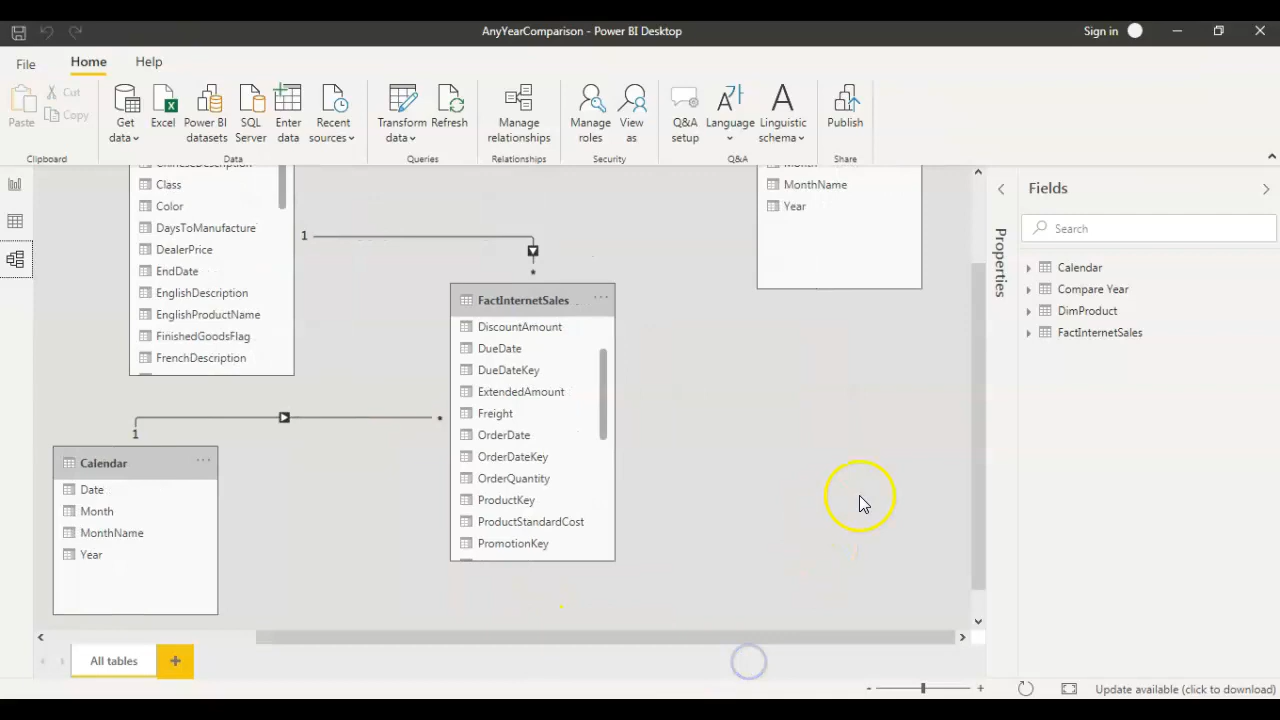 AnyYearComparison - Power BI Desktop
Sign in
File
Home
Help
Paste
Cut
Copy
Get data
Excel
Power BI datasets
SQL Server
Enter data
Recent sources
Transform data
Refresh
Manage relationships
Manage roles
View as
Q&A setup
Language
Linguistic schema
Publish
Clipboard
Data
Queries
Relationships
Security
Q&A
Share
ChineseDescription
Class
Color
DaysToManufacture
DealerPrice
EndDate
EnglishDescription
EnglishProductName
FinishedGoodsFlag
FrenchDescription
1
*
FactInternetSales
DiscountAmount
DueDate
DueDateKey
ExtendedAmount
Freight
OrderDate
OrderDateKey
OrderQuantity
ProductKey
ProductStandardCost
PromotionKey
Month
MonthName
Year
1
*
Calendar
Date
Month
MonthName
Year
Properties
Fields
Search
Calendar
Compare Year
DimProduct
FactInternetSales
All tables
+
- +
Update available (click to download)